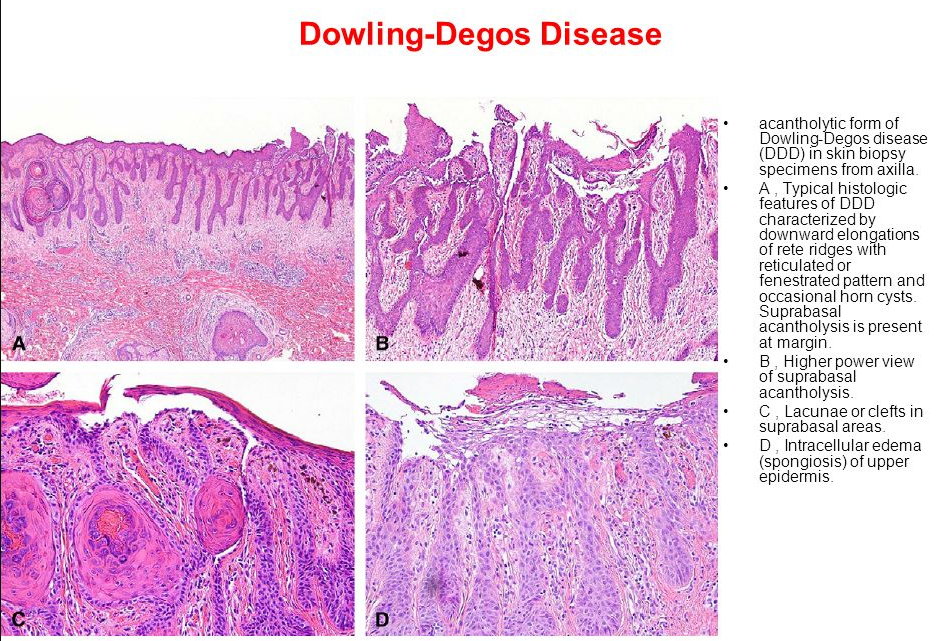 Dowling-Degos Disease
A
B
C
D
• acantholytic form of
Dowling-Degos disease
(DDD) in skin biopsy
specimens from axilla.
• A , Typical histologic
features of DDD
characterized by
downward elongations
of rete ridges with
reticulated or
fenestrated pattern and
occasional horn cysts.
Suprabasal
acantholysis is present
at margin.
• B , Higher power view
of suprabasal
acantholysis.
• C , Lacunae or clefts in
suprabasal areas.
• D , Intracellular edema
(spongiosis) of upper
epidermis.